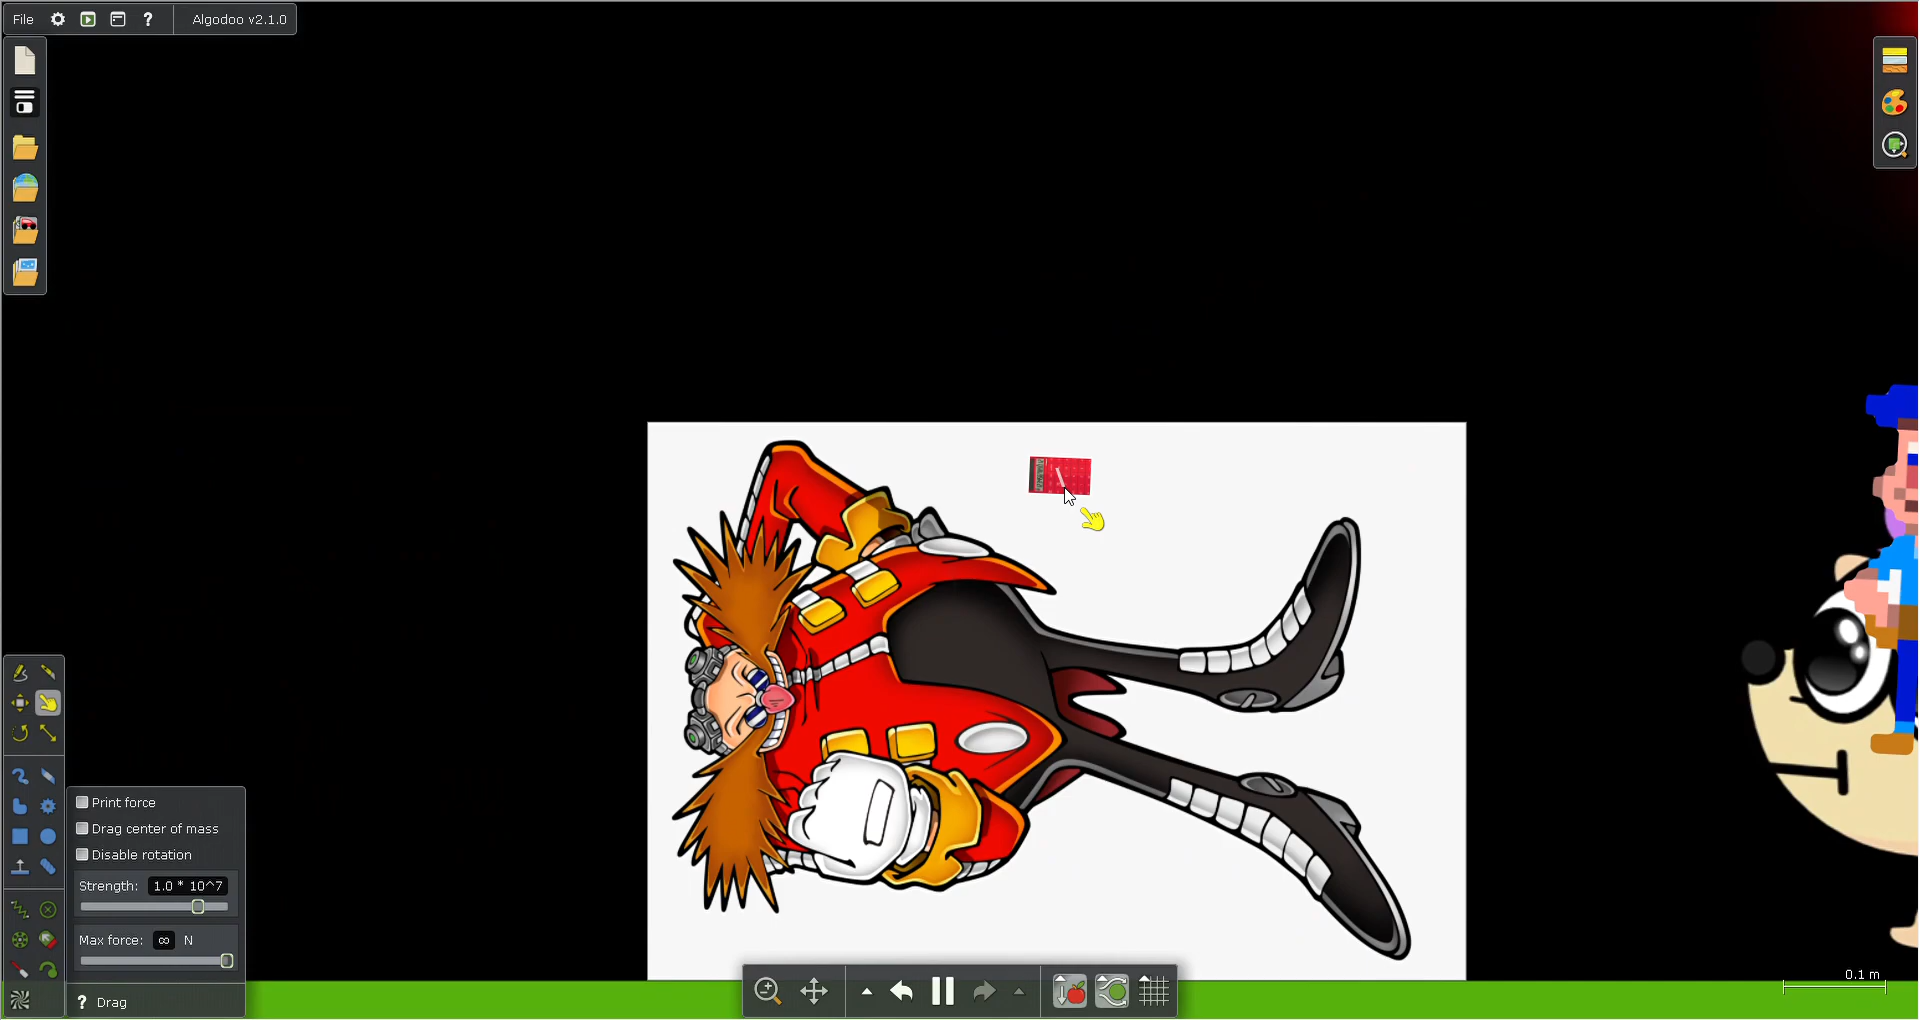 File ? Algodoo v2.1.0
Print force
Drag center of mass
Disable rotation
Strength: 1.0 * 10^7
Max force: ∞ N
? Drag
0.1 m